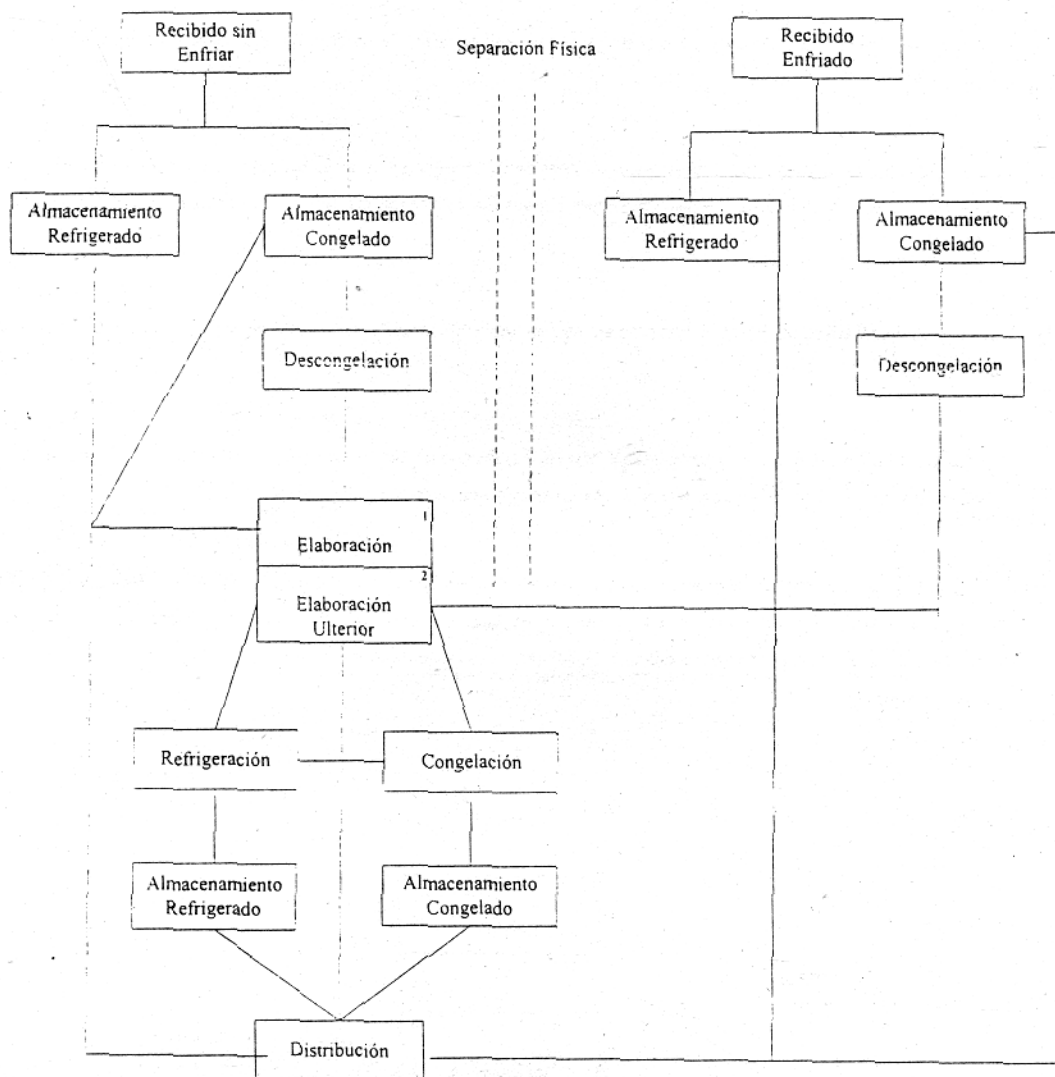 Recibido sin
Enfriar
Separación Física
Recibido
Enfriado
Almacenamiento
Refrigerado
Almacenamiento
Congelado
Almacenamiento
Refrigerado
Almacenamiento
Congelado
Descongelación
Descongelación
1
Elaboración
2
Elaboración
Ulterior
Refrigeración
Congelación
Almacenamiento
Refrigerado
Almacenamiento
Congelado
Distribución